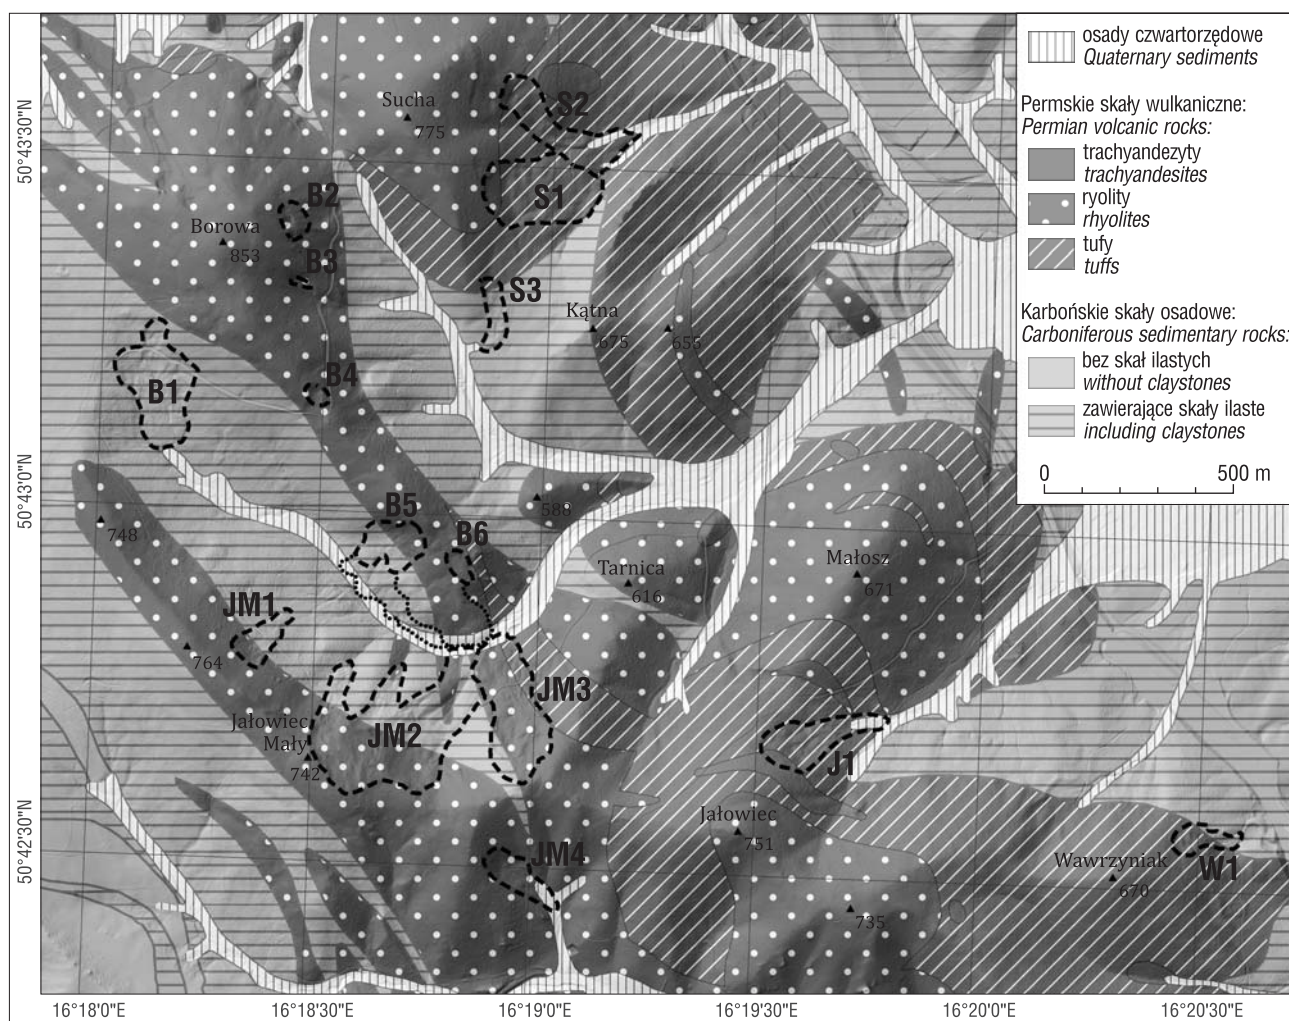 osady czwartorzędowe
Quaternary sediments
Permskie skały wulkaniczne:
Permian volcanic rocks:
trachyandezyty
trachyandesites
ryolity
rhyolites
tufy
tuffs
Karbońskie skały osadowe:
Carboniferous sedimentary rocks:
bez skał ilastych
without claystones
zawierające skały ilaste
including claystones
0 500 m
50°43'30"N
50°43'0"N
50°42'30"N
Sucha
775
S2
S1
B2
Borowa
853
B3
S3
Kątna
675
655
B4
B1
588
B5
B6
748
Tarnica
616
Małosz
671
JM1
764
JM3
Jałowiec
Mały
742
JM2
J1
Jałowiec
751
JM4
Wawrzyniak
670
W1
735
16°18'0"E 16°18'30"E 16°19'0"E 16°19'30"E 16°20'0"E 16°20'30"E